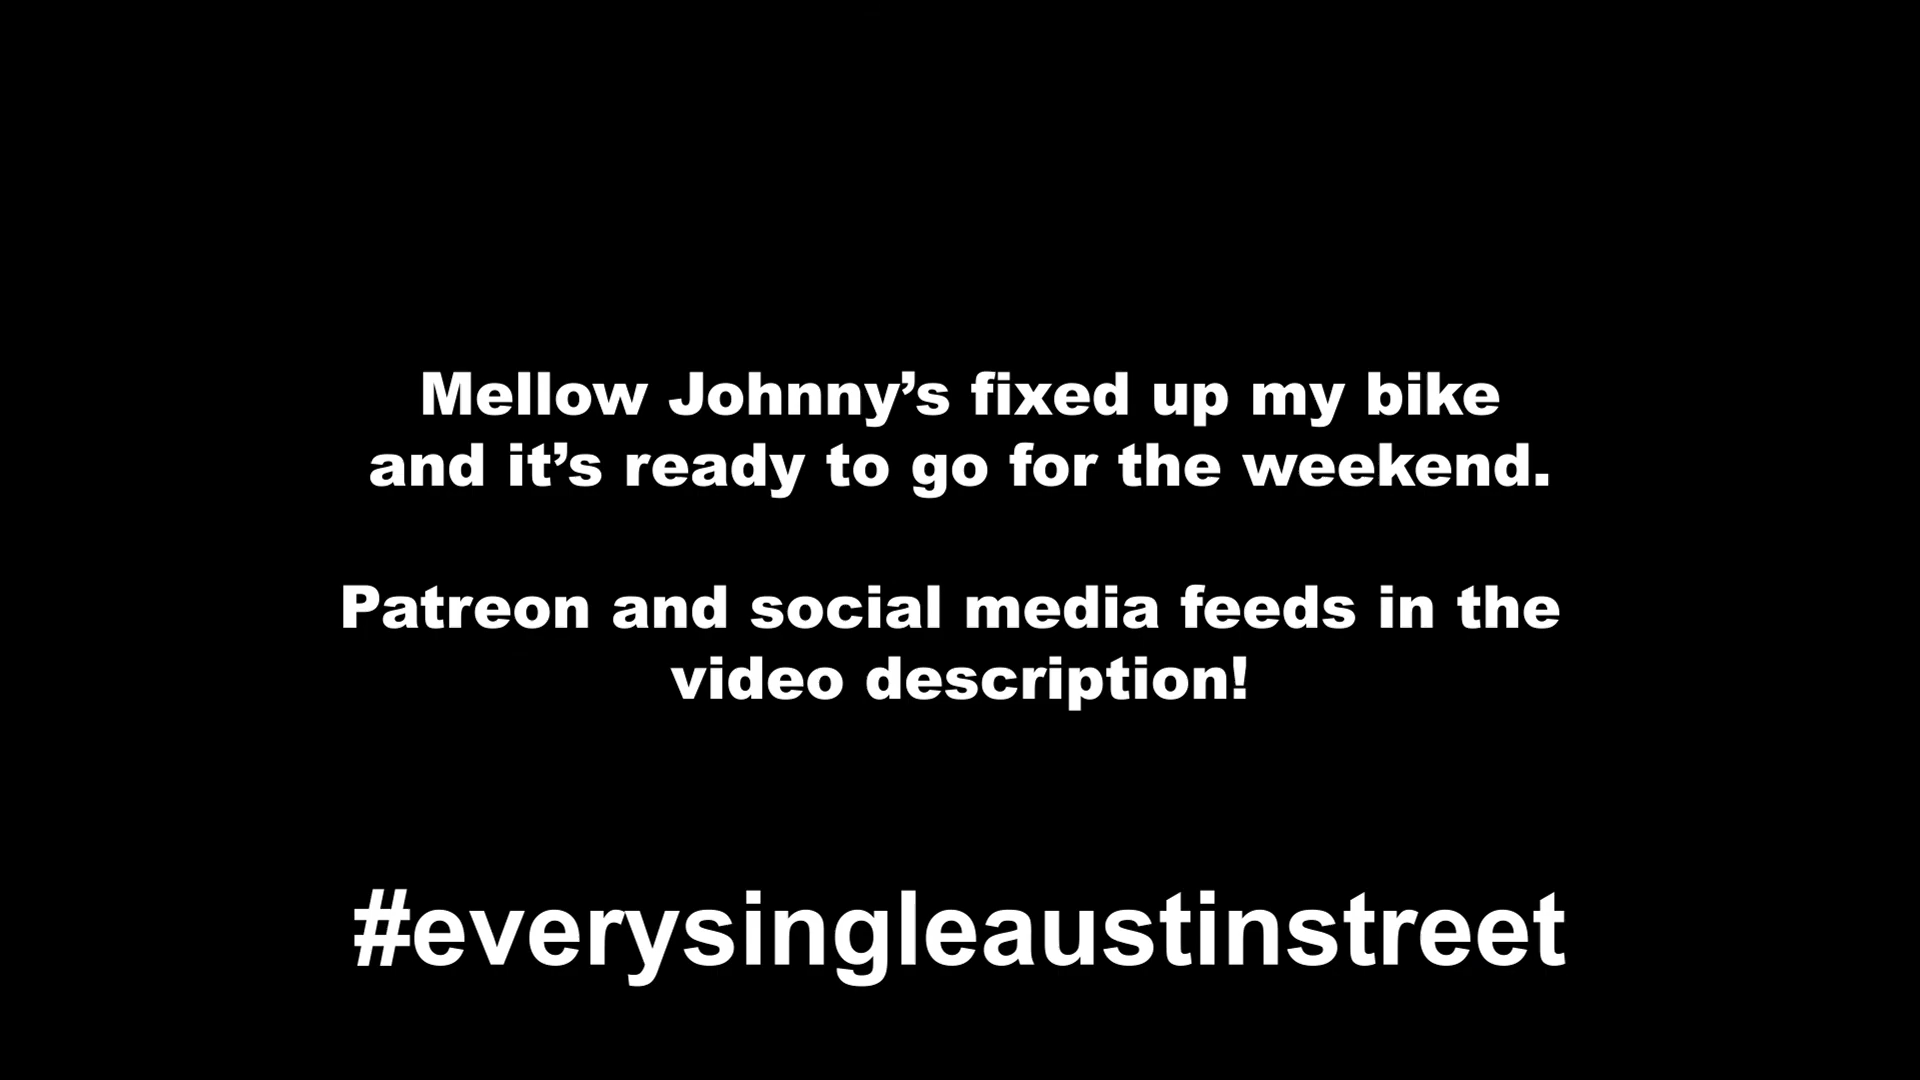 Mellow Johnny’s fixed up my bike
and it’s ready to go for the weekend.
Patreon and social media feeds in the
video description!
#everysingleaustinstreet